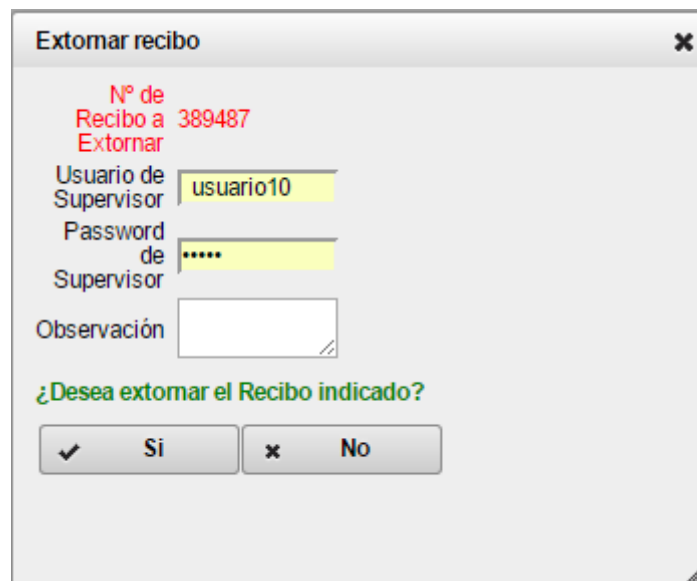 Extornar recibo
Nº de
Recibo a 389487
Extornar
Usuario de
Supervisor usuario10
Password
de •••••
Supervisor
Observación
¿Desea extornar el Recibo indicado?
Si No